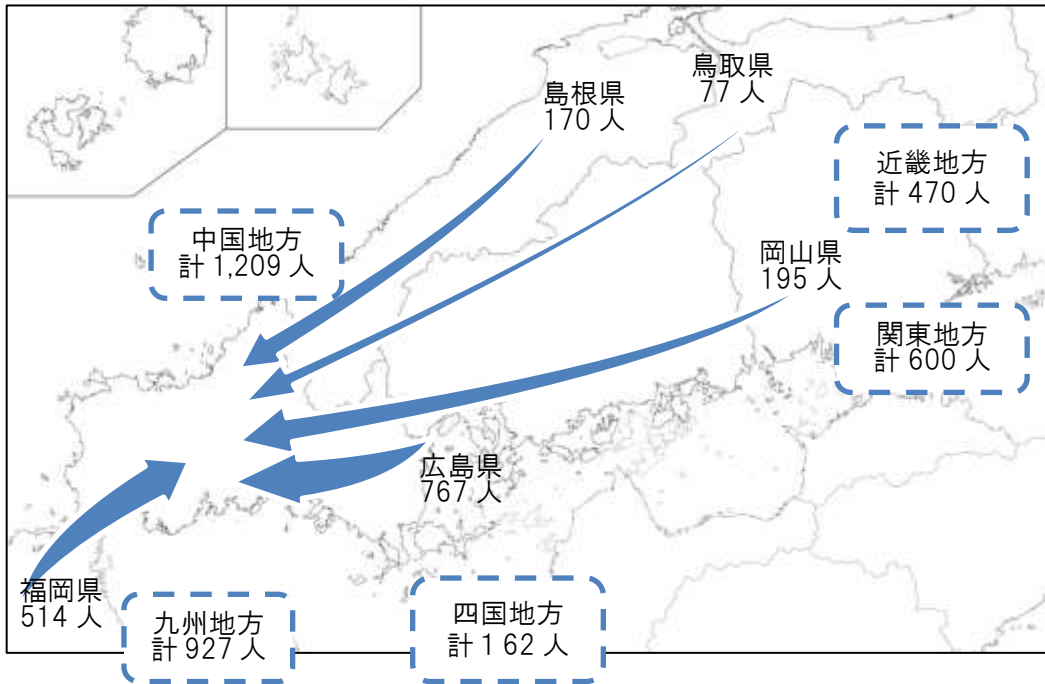 鳥取県
77 人
島根県
170 人
近畿地方
計 470 人
中国地方
計 1,209 人
岡山県
195 人
関東地方
計 600 人
広島県
767 人
福岡県
514 人
九州地方
計 927 人
四国地方
計 1 62 人